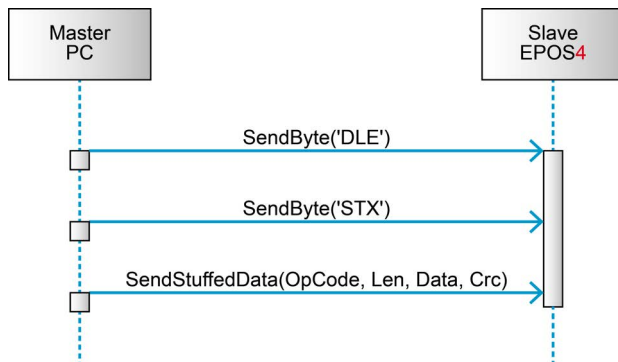 Master
PC
Slave
EPOS4
SendByte('DLE')
SendByte('STX')
SendStuffedData(OpCode, Len, Data, Crc)